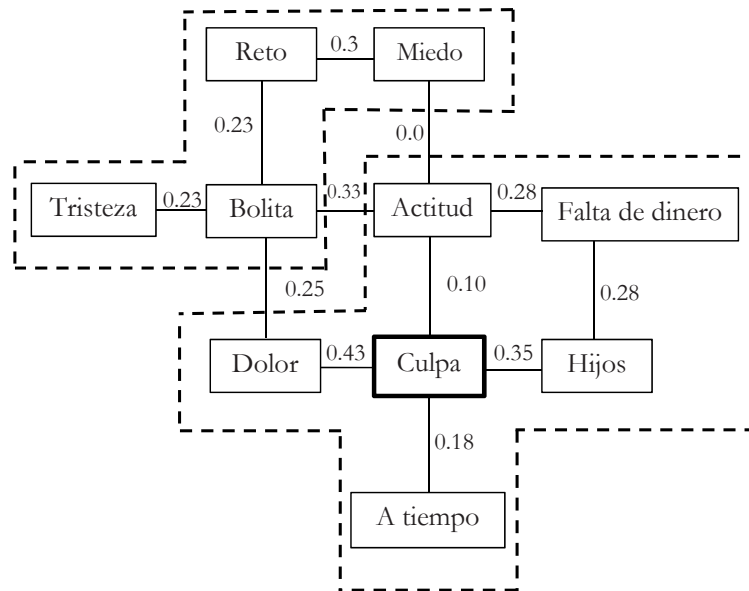 Reto
0.3
Miedo
0.23
0.0
Tristeza
0.23
Bolita
0.33
Actitud
0.28
Falta de dinero
0.25
0.10
0.28
Dolor
0.43
Culpa
0.35
Hijos
0.18
A tiempo